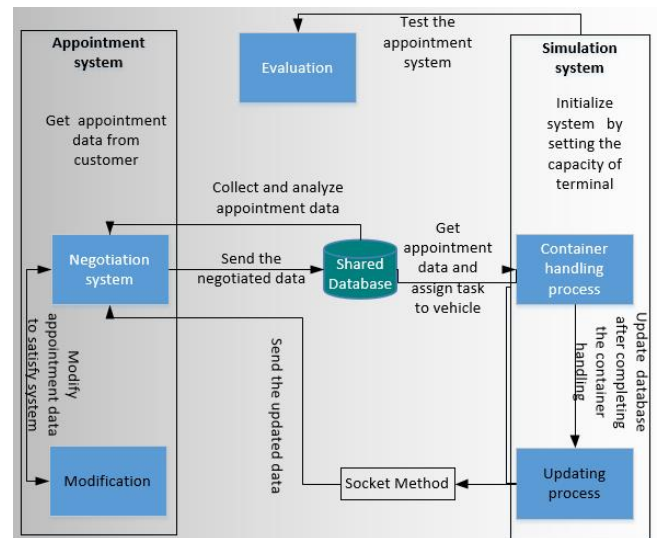 Appointment
system
Get appointment
data from
customer
Test the
appointment
system
Evaluation
Simulation
system
Initialize
system by
setting the
capacity of
terminal
Collect and analyze
appointment data
Negotiation
system
Send the
negotiated data
Shared
Database
Get
appointment
data and
assign task
to vehicle
Container
handling
process
Modify
appointment data
to satisfy system
Send the updated data
Update database
after completing
the container
handling
Modification
Socket Method
Updating
process